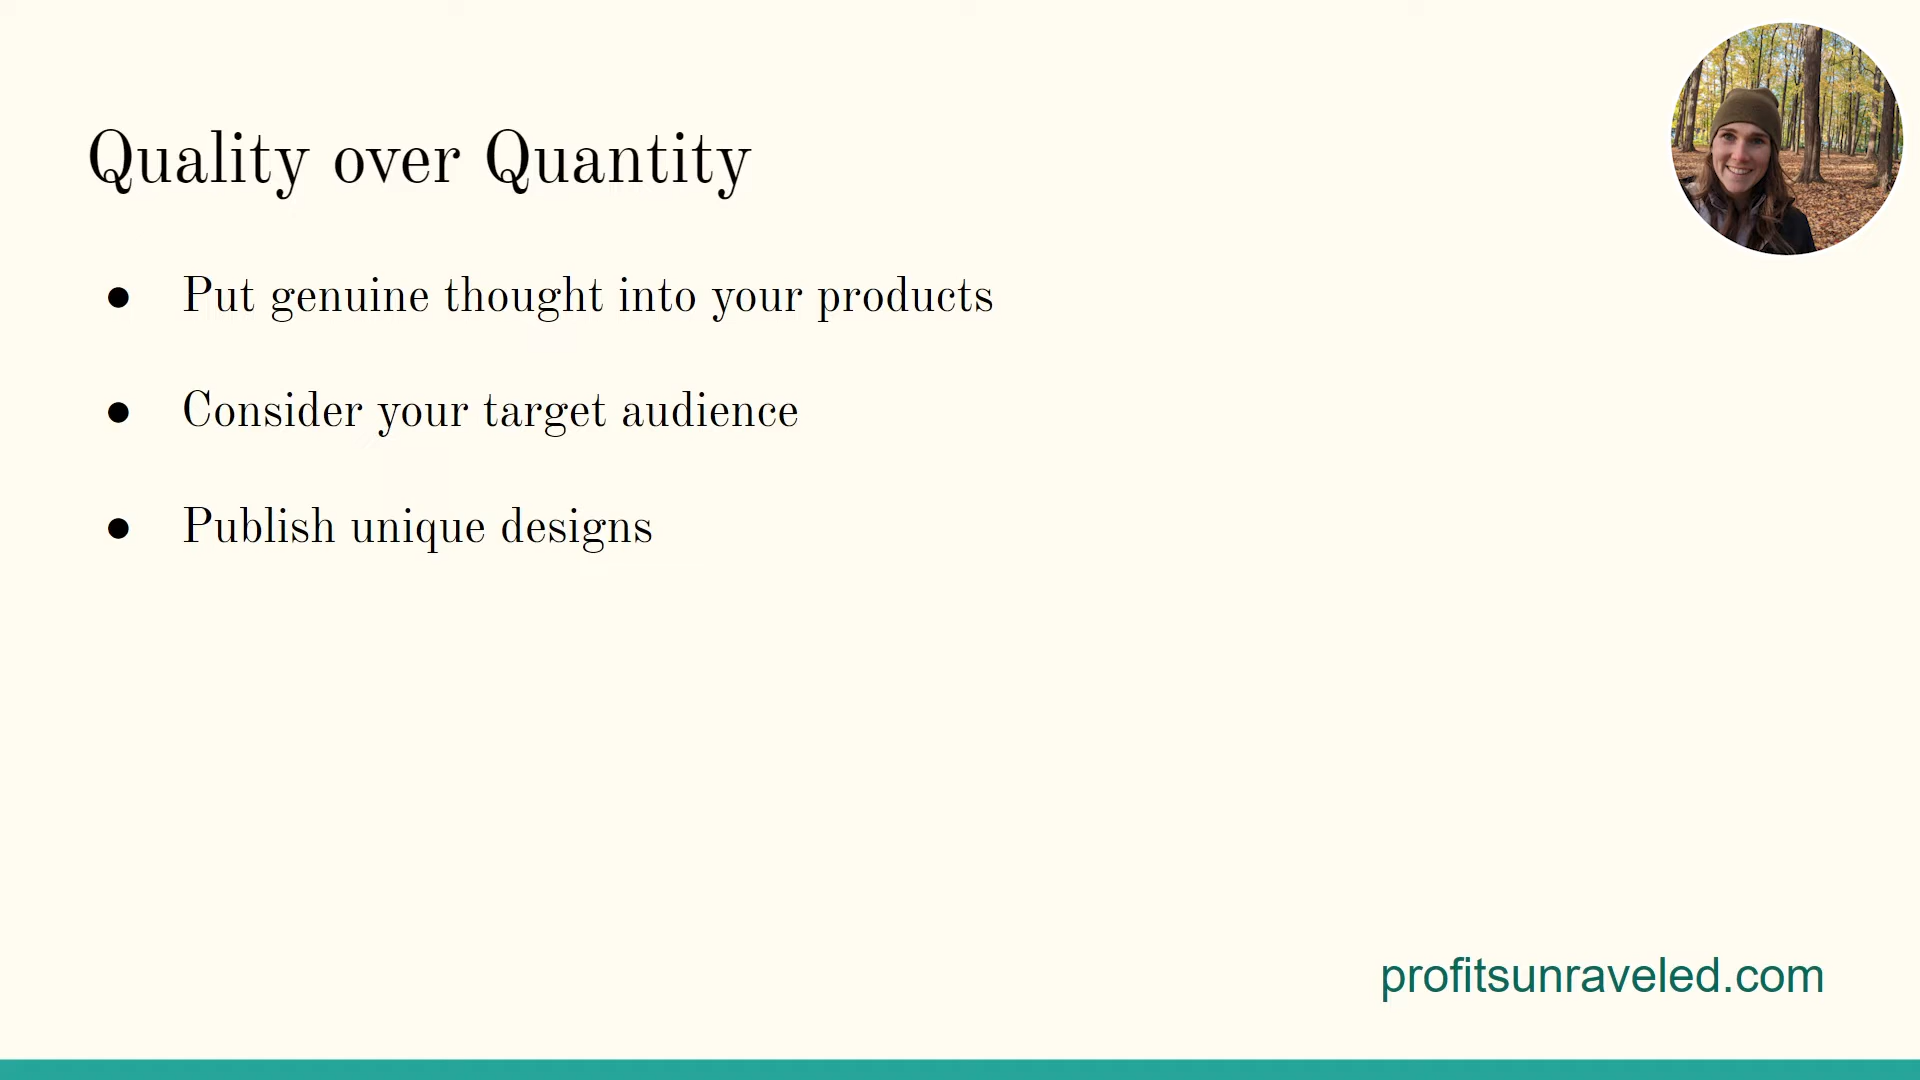 Quality over Quantity
● Put genuine thought into your products
● Consider your target audience
● Publish unique designs
profitsunraveled.com